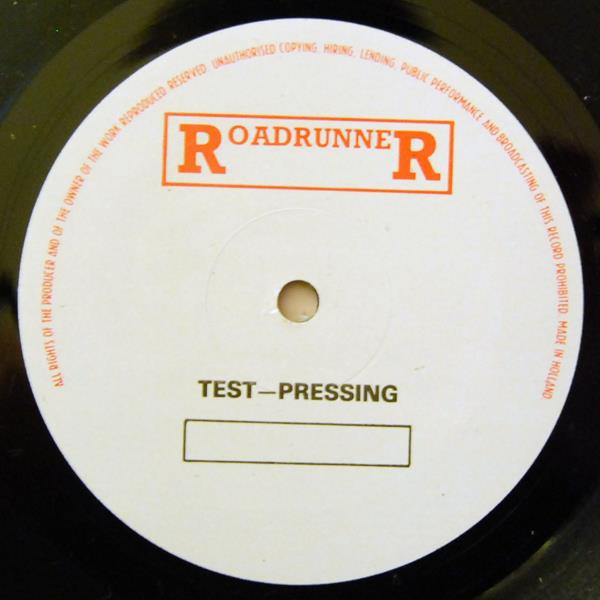 ALL RIGHTS OF THE PRODUCER AND OF THE OWNER OF THE WORK REPRODUCED RESERVED. UNAUTHORISED COPYING, HIRING, LENDING, PUBLIC PERFORMANCE AND BROADCASTING OF THIS RECORD PROHIBITED. MADE IN HOLLAND
ROADRUNNER
TEST—PRESSING